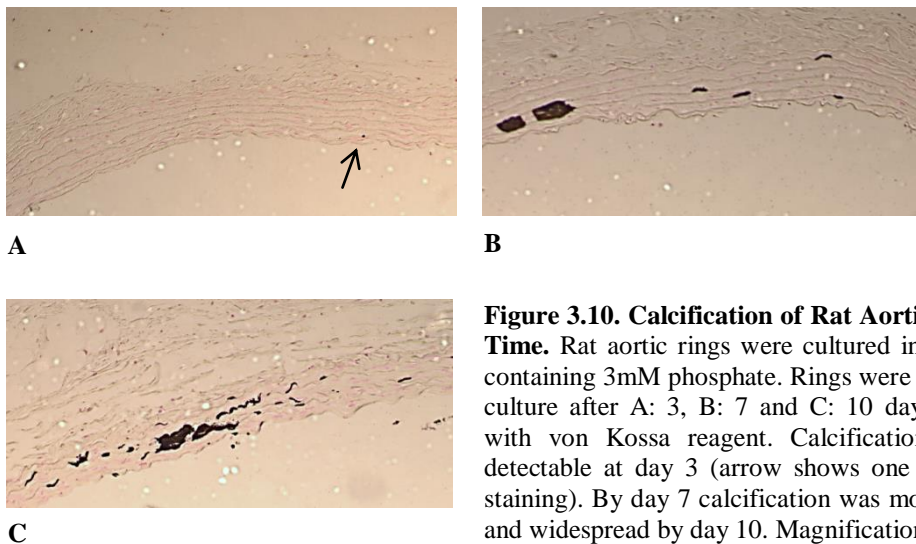 A
B
C
Figure 3.10. Calcification of Rat Aorti
Time. Rat aortic rings were cultured in
containing 3mM phosphate. Rings were
culture after A: 3, B: 7 and C: 10 day
with von Kossa reagent. Calcification
detectable at day 3 (arrow shows one
staining). By day 7 calcification was mo
and widespread by day 10. Magnification